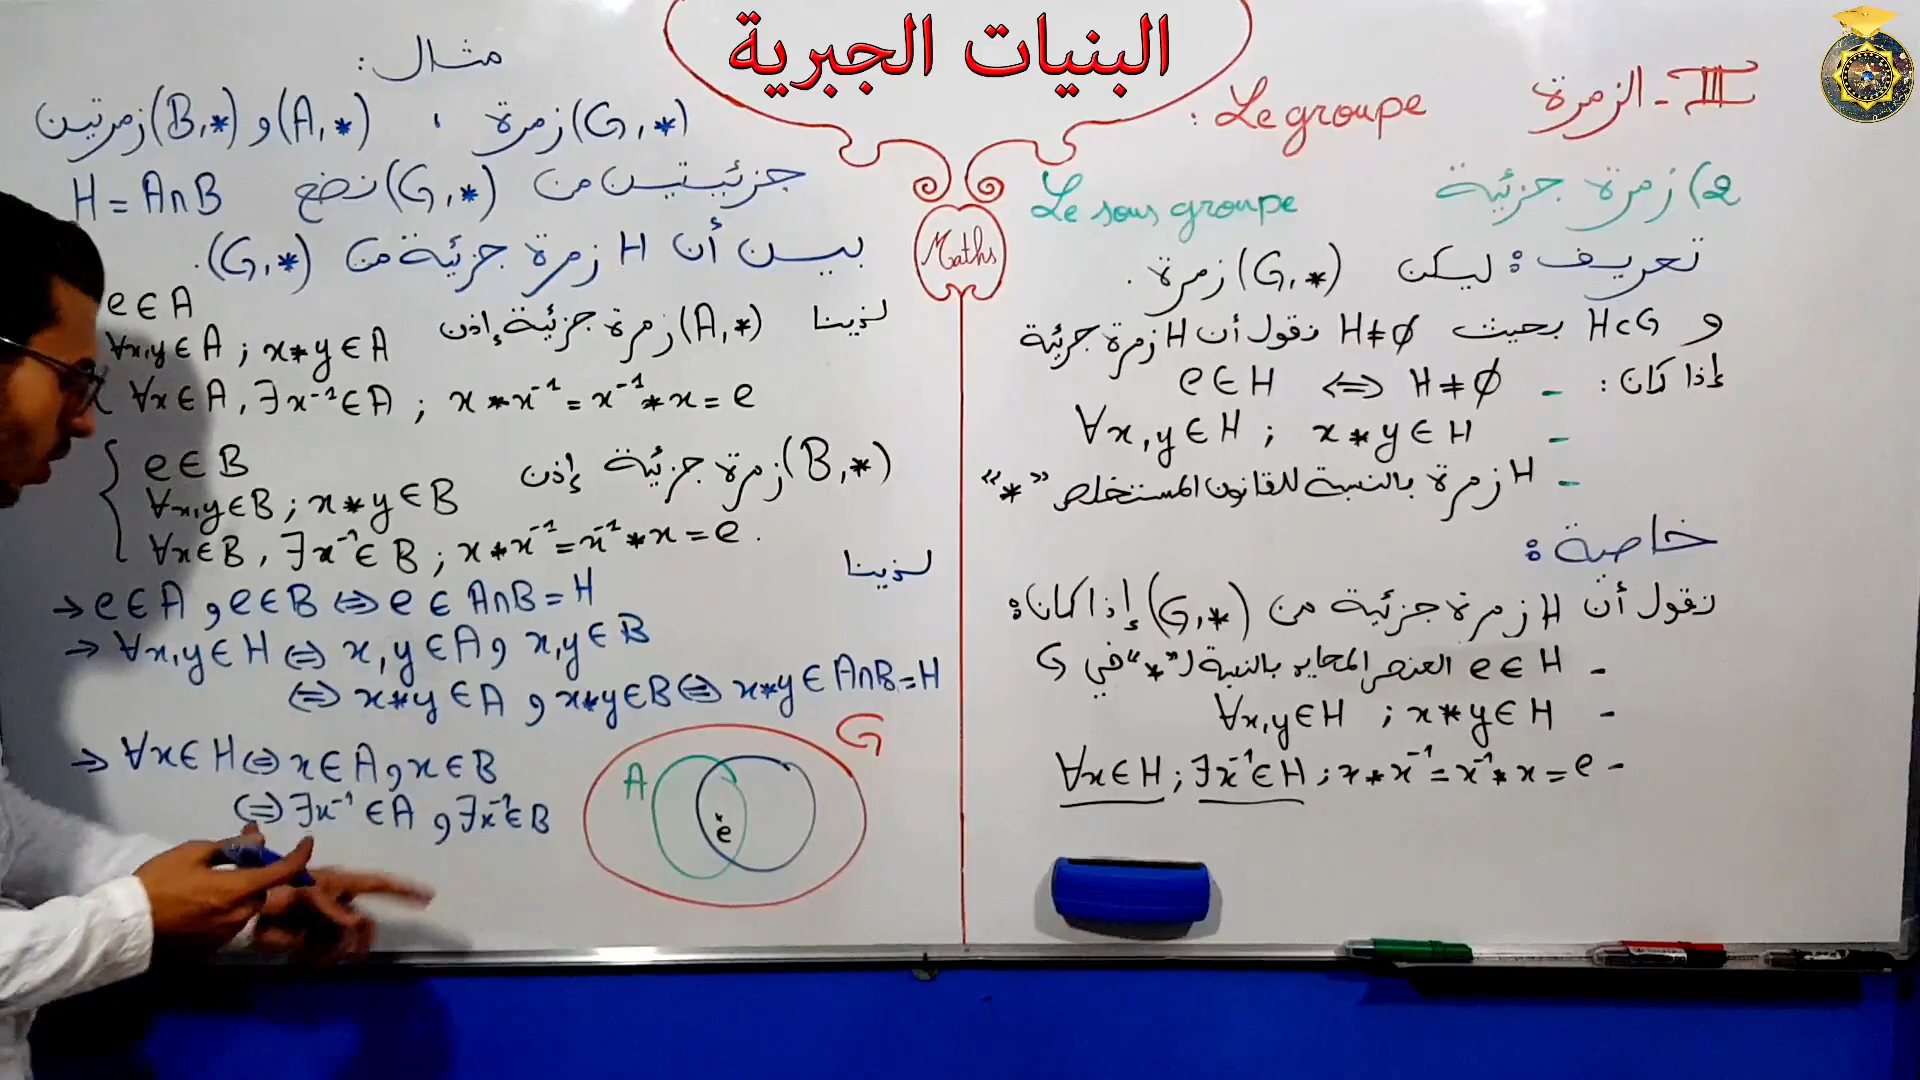 البنيات الجبرية
III - الزمرة Le groupe :
2) زمرة جزئية Le sous groupe
تعريف : ليكن (G,*) زمرة .
و H⊂G بحيث H≠∅ نقول أن H زمرة جزئية
إذا كان :
- H≠∅ ⇔ e∈H
- ∀x,y∈H ; x*y∈H
- H زمرة بالنسبة للقانون المستخلص "*"
خاصية :
نقول أن H زمرة جزئية من (G,*) إذا كان :
- e∈H العنصر المحايد بالنسبة لـ "*" في G
- ∀x,y∈H ; x*y∈H
- ∀x∈H ; ∃x⁻¹∈H ; x*x⁻¹=x⁻¹*x=e
Maths
مثال :
(G,*) زمرة ، (A,*) و (B,*) زمرتين
جزئيتين من (G,*) نضع H=A∩B
بين أن H زمرة جزئية من (G,*).
لدينا (A,*) زمرة جزئية إذن
e∈A
∀x,y∈A ; x*y∈A
∀x∈A, ∃x⁻¹∈A ; x*x⁻¹=x⁻¹*x=e
(B,*) زمرة جزئية إذن
e∈B
∀x,y∈B ; x*y∈B
∀x∈B, ∃x⁻¹∈B ; x*x⁻¹=x⁻¹*x=e .
لدينا
→ e∈A و e∈B ⇔ e∈A∩B=H
→ ∀x,y∈H ⇔ x,y∈A و x,y∈B
⇔ x*y∈A و x*y∈B ⇔ x*y∈A∩B=H
→ ∀x∈H ⇔ x∈A و x∈B
⇔ ∃x⁻¹∈A و ∃x⁻¹∈B
G
A
e